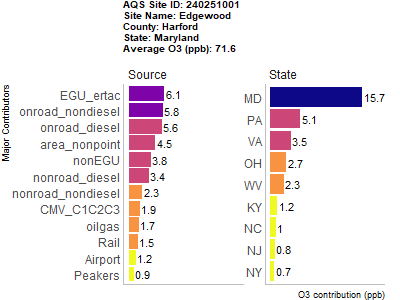 AQS Site ID: 240251001
Site Name: Edgewood
County: Harford
State: Maryland
Average O3 (ppb): 71.6
Major Contributors
Source
EGU_ertac 6.1
onroad_nondiesel 5.8
onroad_diesel 5.6
area_nonpoint 4.5
nonEGU 3.8
nonroad_diesel 3.4
nonroad_nondiesel 2.3
CMV_C1C2C3 1.9
oilgas 1.7
Rail 1.5
Airport 1.2
Peakers 0.9
State
MD 15.7
PA 5.1
VA 3.5
OH 2.7
WV 2.3
KY 1.2
NC 1
NJ 0.8
NY 0.7
O3 contribution (ppb)